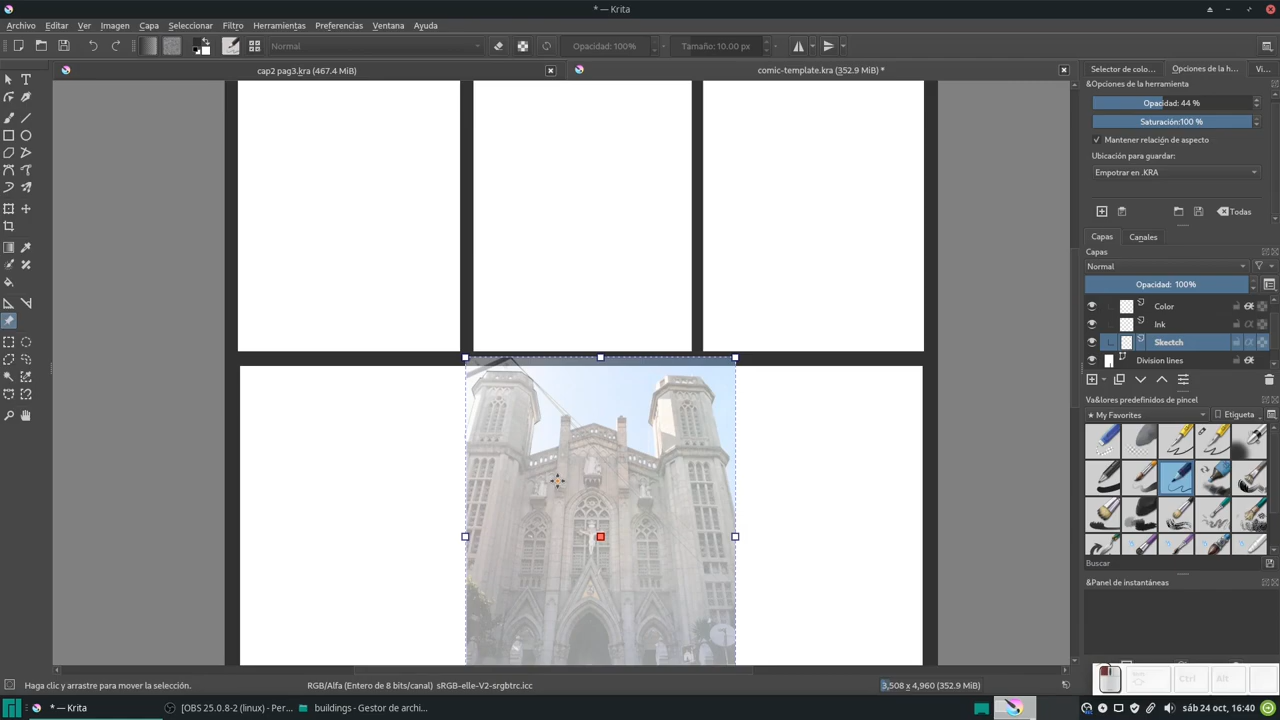 * — Krita
Archivo Editar Ver Imagen Capa Seleccionar Filtro Herramientas Preferencias Ventana Ayuda
Normal Opacidad: 100% Tamaño: 10.00 px
cap2 pag3.kra (467.4 MiB) comic-template.kra (352.9 MiB) *
Selector de colo... Opciones de la h... Vi...
&Opciones de la herramienta
Opacidad: 44 %
Saturación:100 %
Mantener relación de aspecto
Ubicación para guardar:
Empotrar en .KRA
Todas
Capas Canales
Capas
Normal
Opacidad: 100%
Color
Ink
Skectch
Division lines
Va&lores predefinidos de pincel
★ My Favorites Etiqueta
Buscar
&Panel de instantáneas
Ctrl Alt
Haga clic y arrastre para mover la selección. RGB/Alfa (Entero de 8 bits/canal) sRGB-elle-V2-srgbtrc.icc 3,508 x 4,960 (352.9 MiB)
* — Krita [OBS 25.0.8-2 (linux) - Per... buildings - Gestor de archi... sáb 24 oct, 16:40